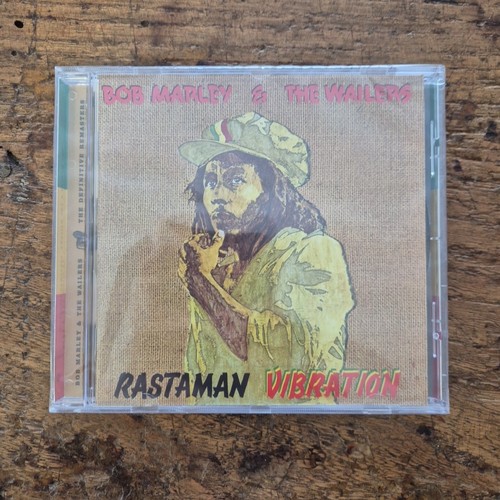 BOB MARLEY & THE WAILERS
RASTAMAN VIBRATION
BOB MARLEY & THE WAILERS THE DEFINITIVE REMASTERS